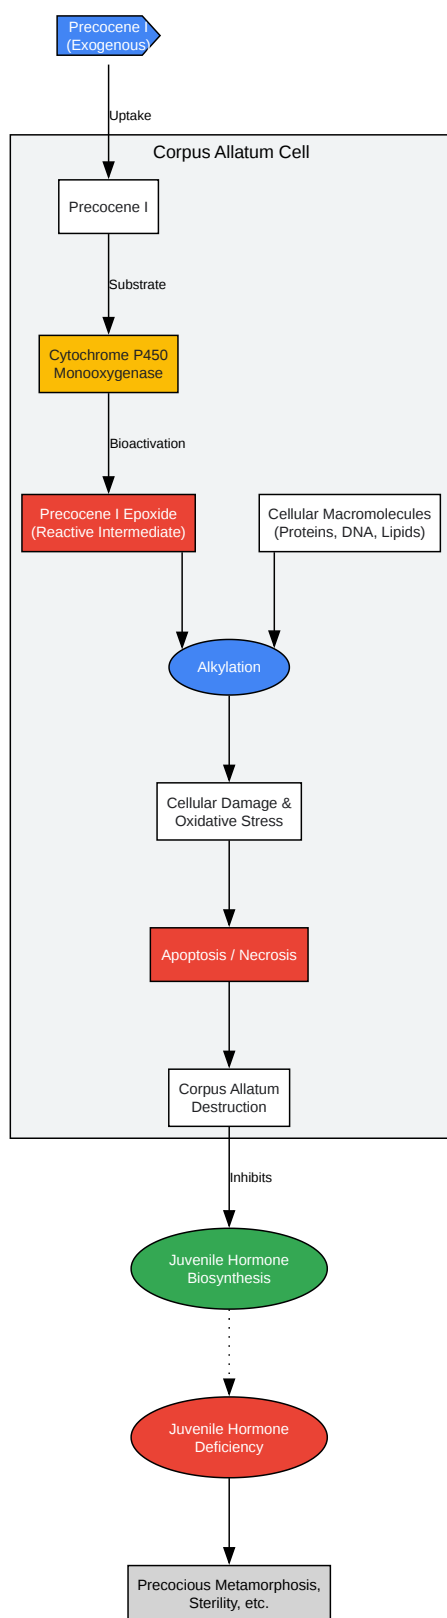 Precocene I
(Exogenous)
Uptake
Corpus Allatum Cell
Precocene I
Substrate
Cytochrome P450
Monooxygenase
Bioactivation
Precocene I Epoxide
(Reactive Intermediate)
Cellular Macromolecules
(Proteins, DNA, Lipids)
Alkylation
Cellular Damage &
Oxidative Stress
Apoptosis / Necrosis
Corpus Allatum
Destruction
Inhibits
Juvenile Hormone
Biosynthesis
Juvenile Hormone
Deficiency
Precocious Metamorphosis,
Sterility, etc.